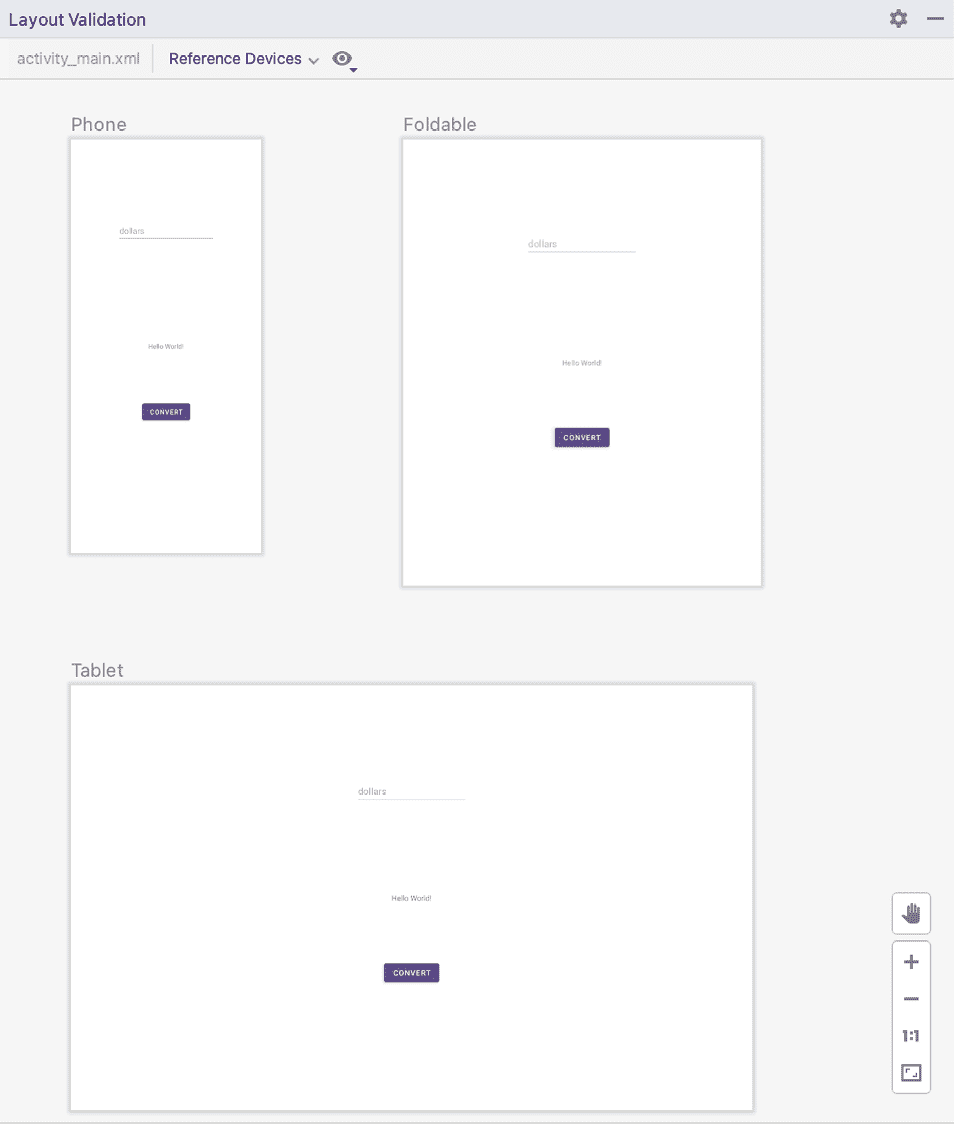 Layout Validation
activity_main.xml Reference Devices
Phone
dollars
Hello World!
CONVERT
Foldable
dollars
Hello World!
CONVERT
Tablet
dollars
Hello World!
CONVERT
1:1